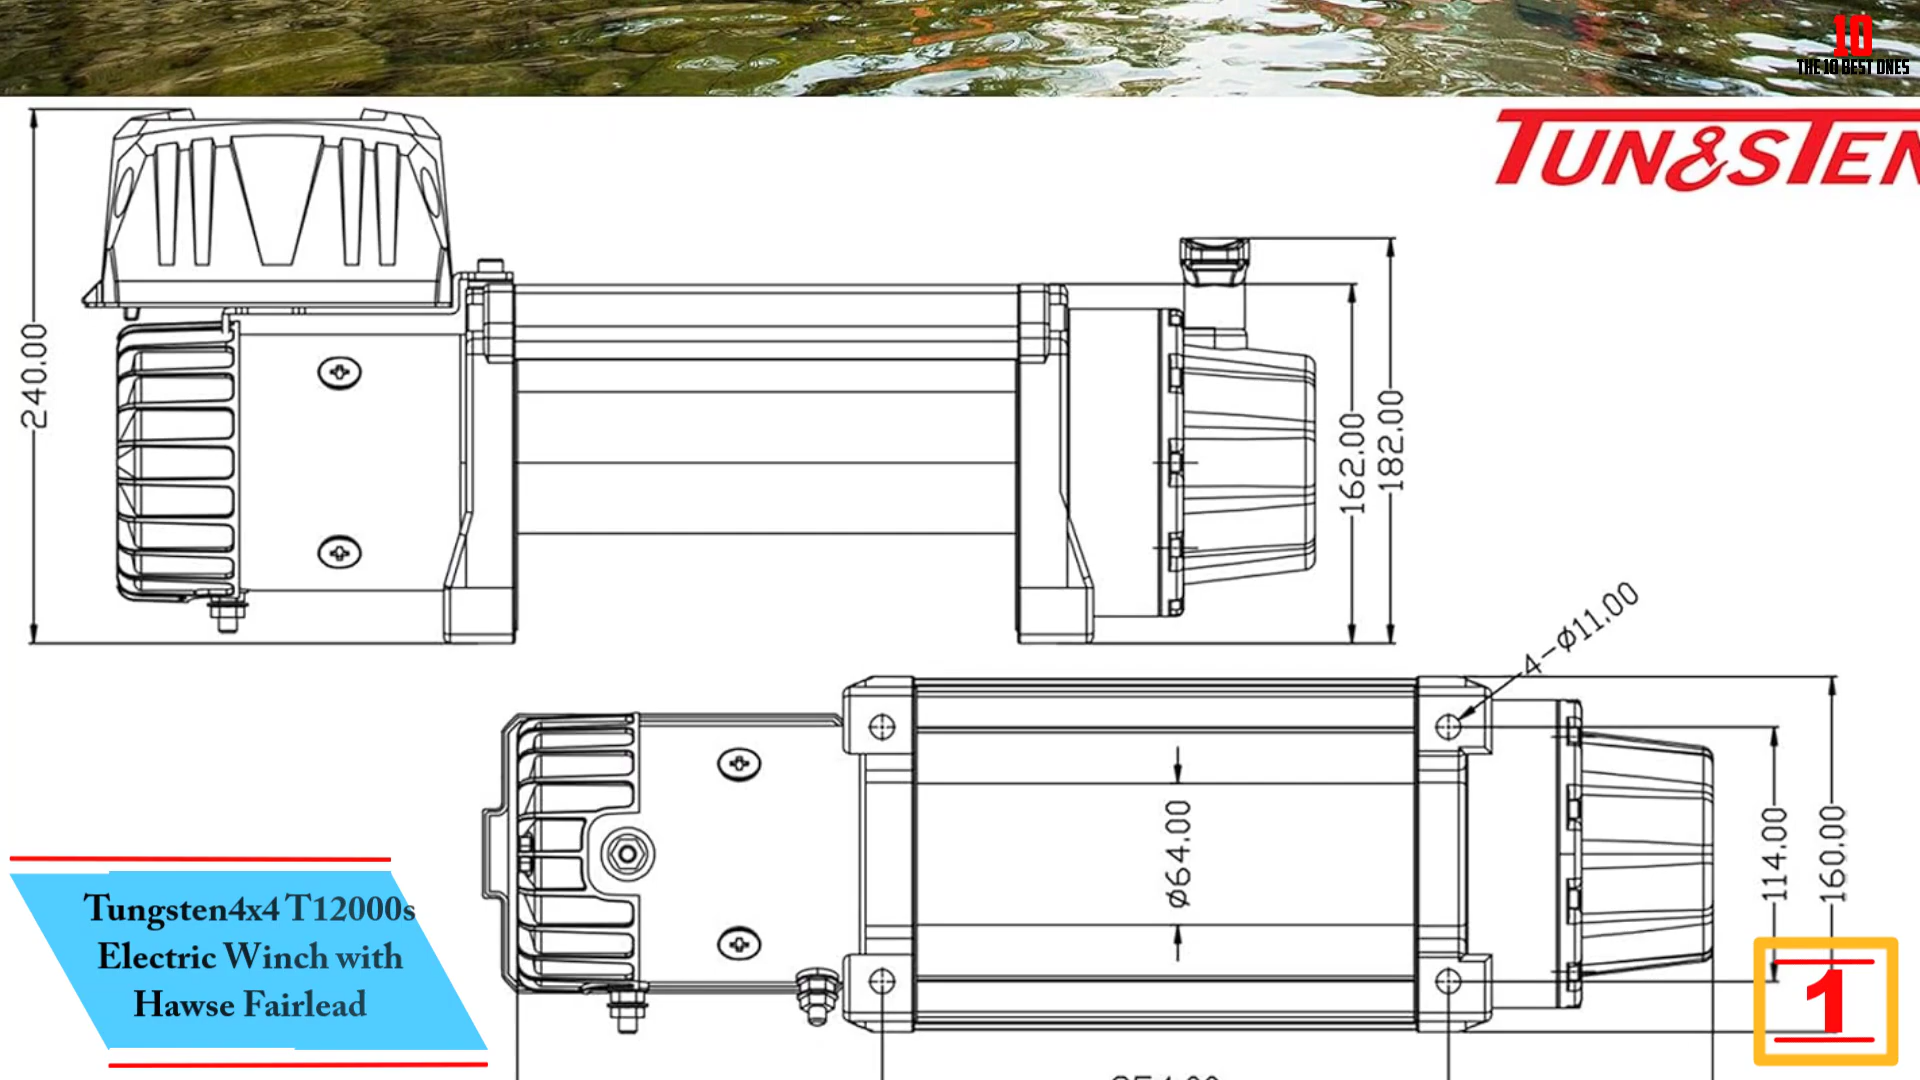 10
THE 10 BEST ONES
TUNGSTEN
240.00
162.00
182.00
4-ø11.00
ø64.00
114.00
160.00
Tungsten4x4 T12000s
Electric Winch with
Hawse Fairlead
1